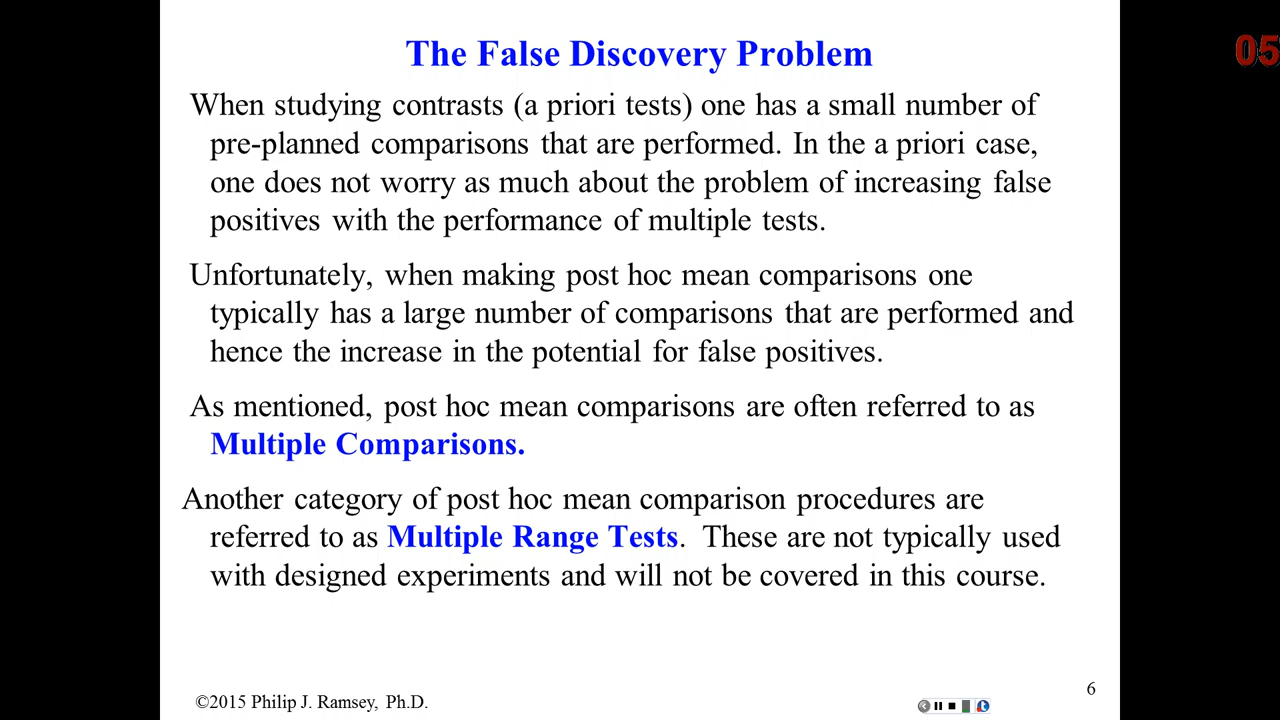 The False Discovery Problem
05
When studying contrasts (a priori tests) one has a small number of
pre-planned comparisons that are performed. In the a priori case,
one does not worry as much about the problem of increasing false
positives with the performance of multiple tests.
Unfortunately, when making post hoc mean comparisons one
typically has a large number of comparisons that are performed and
hence the increase in the potential for false positives.
As mentioned, post hoc mean comparisons are often referred to as
Multiple Comparisons.
Another category of post hoc mean comparison procedures are
referred to as Multiple Range Tests.  These are not typically used
with designed experiments and will not be covered in this course.
©2015 Philip J. Ramsey, Ph.D.
6